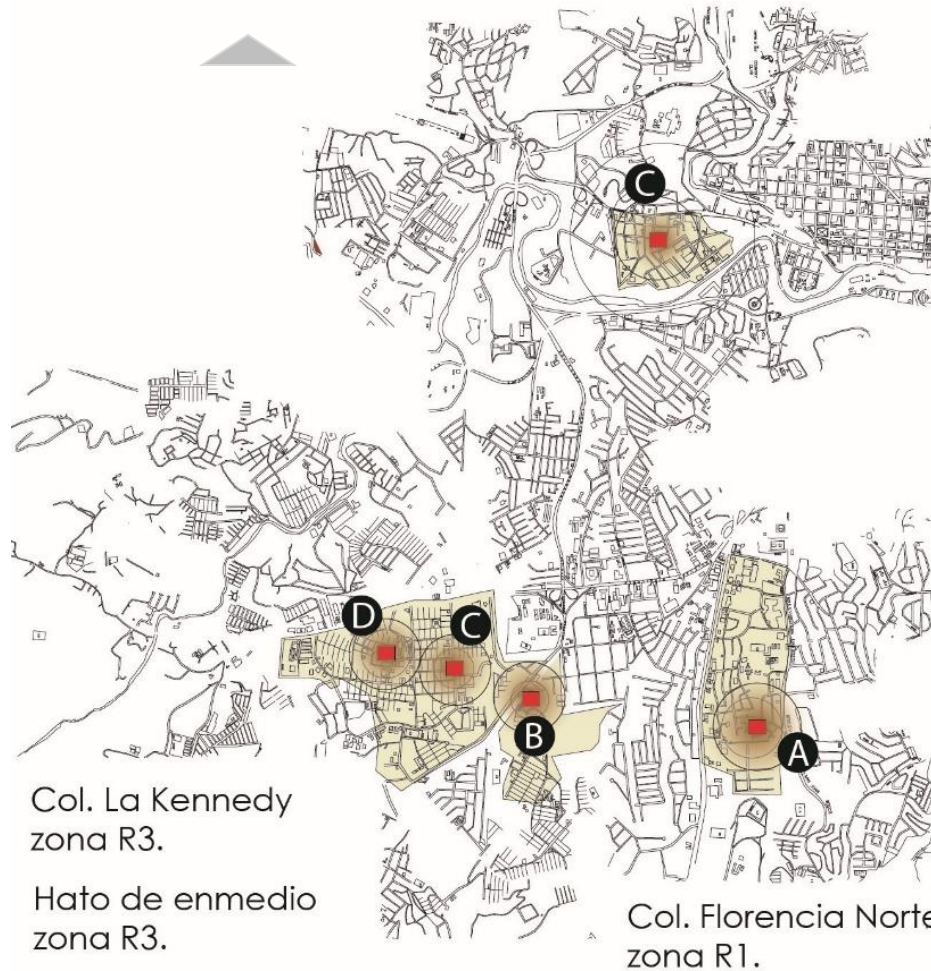 C
D
C
B
A
Col. La Kennedy
zona R3.
Hato de enmedio
zona R3.
Col. Florencia Norte
zona R1.